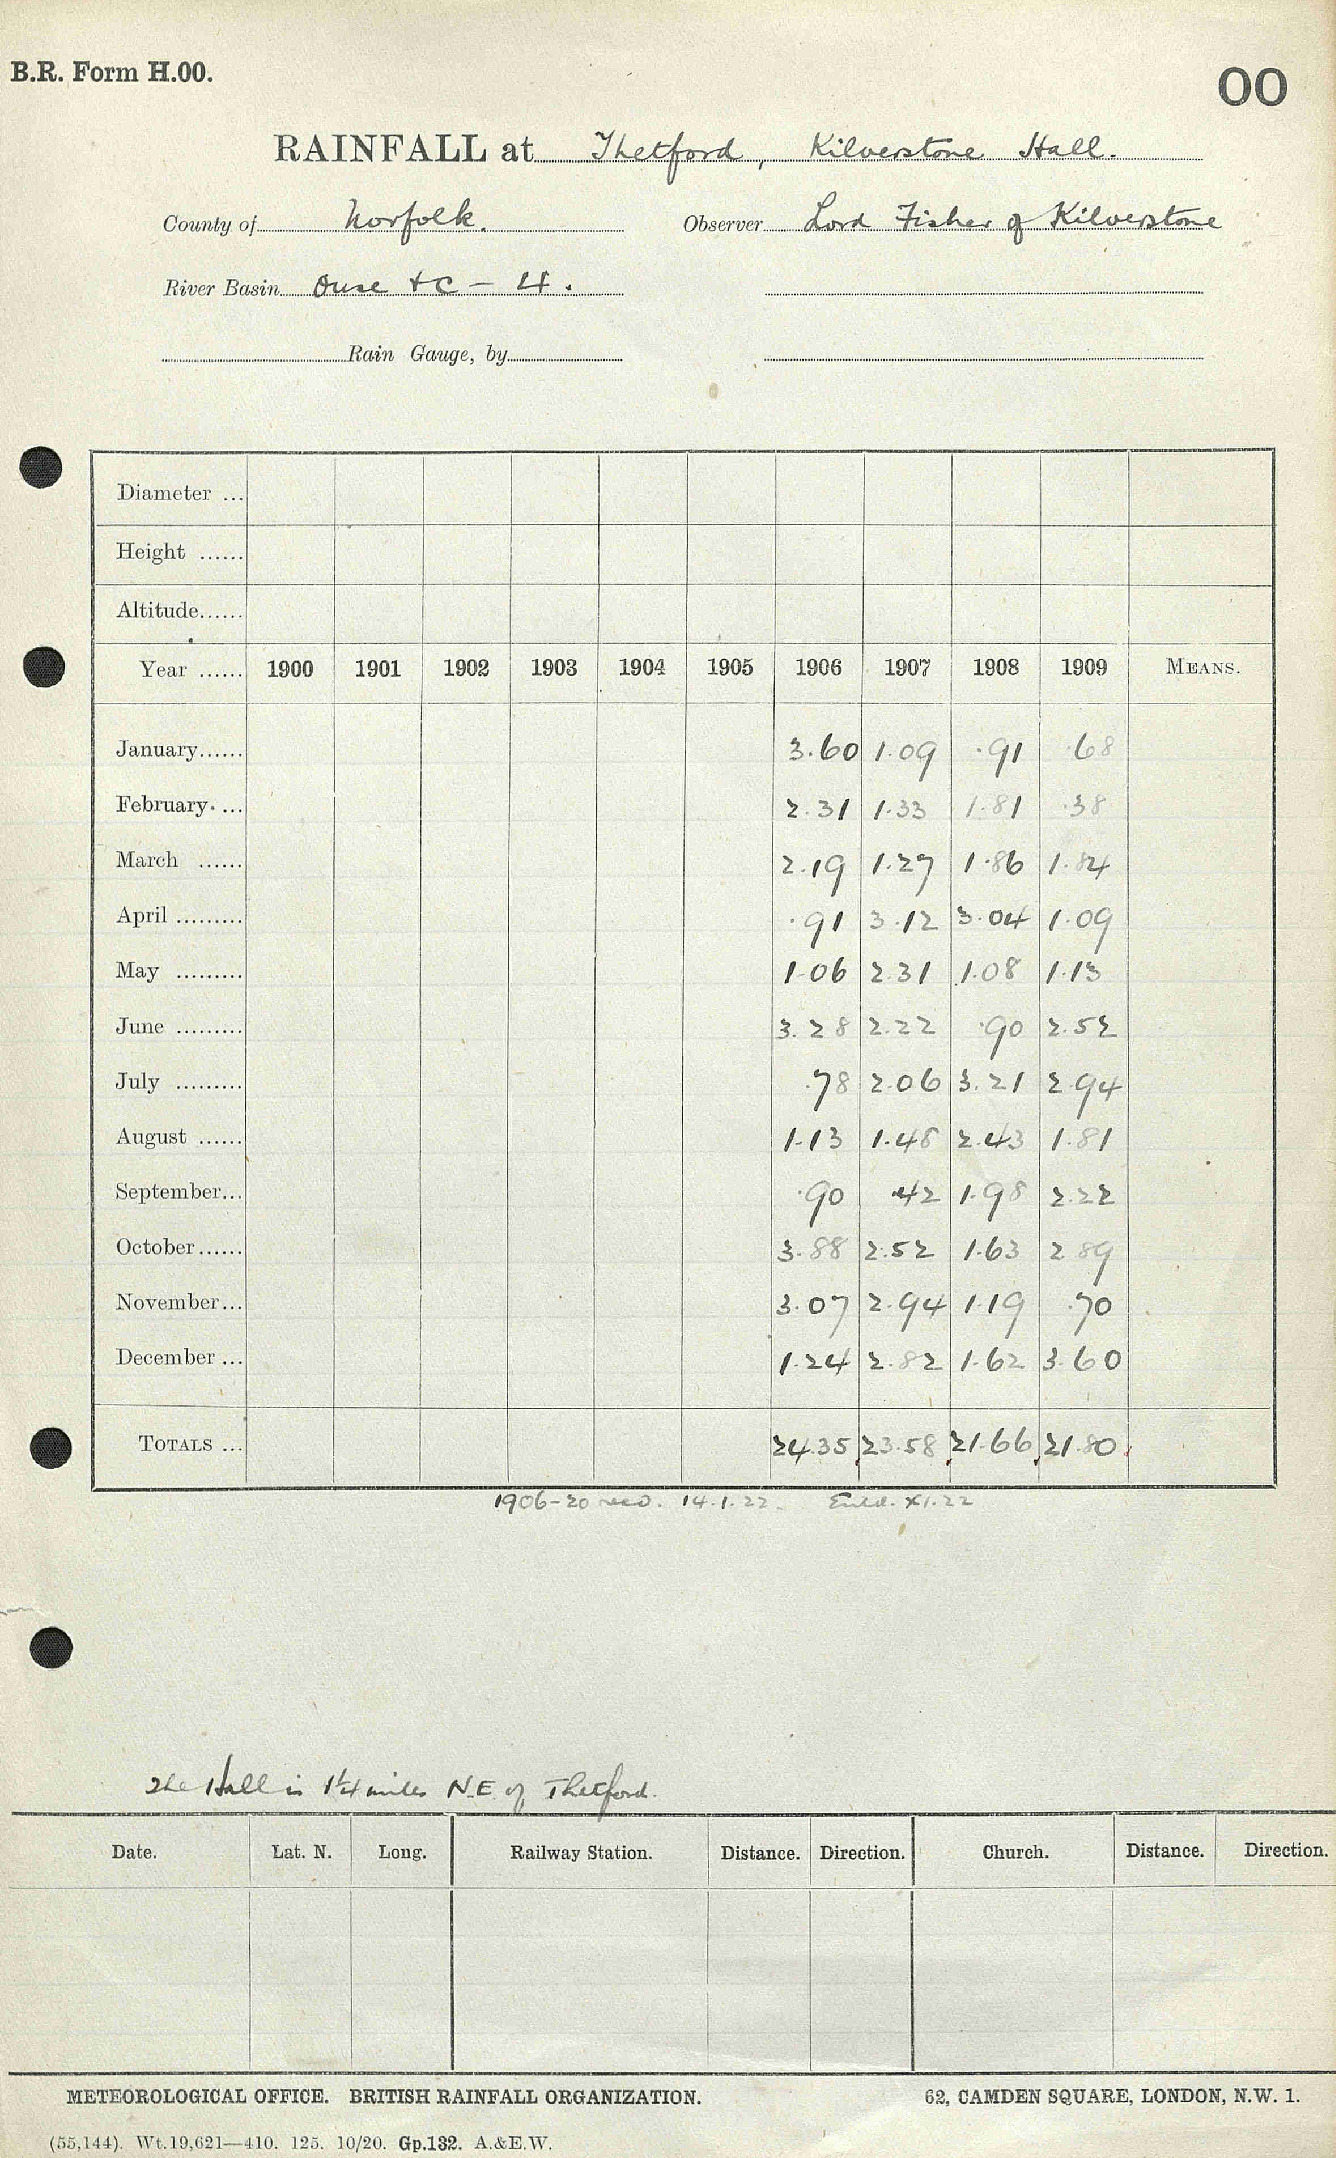 B.R. Form H.00.
00
RAINFALL at Thetford, Kilverstone Hall.
County of Norfolk. Observer Lord Fisher of Kilverstone
River Basin Ouse &c - 4.
Rain Gauge, by
Diameter ...
Height ......
Altitude......
Year ...... 1900 1901 1902 1903 1904 1905 1906 1907 1908 1909 MEANS.
January...... 3.60 1.09 .91 .68
February. ... 2.31 1.33 1.81 .38
March ...... 2.19 1.27 1.86 1.84
April ......... .91 3.12 3.04 1.09
May ......... 1.06 2.31 1.08 1.13
June ......... 3.28 2.22 .90 2.52
July ......... .78 2.06 3.21 2.94
August ...... 1.13 1.48 2.43 1.81
September... .90 .42 1.98 2.22
October...... 3.88 2.52 1.63 2.89
November... 3.07 2.94 1.19 .70
December ... 1.24 2.82 1.62 3.60
TOTALS ... 24.35 23.58 21.66 21.80
1906-20 recd. 14.1.22. Entd. XI.22
The Hall is 1¼ miles N.E. of Thetford.
Date. Lat. N. Long. Railway Station. Distance. Direction. Church. Distance. Direction.
METEOROLOGICAL OFFICE. BRITISH RAINFALL ORGANIZATION. 62, CAMDEN SQUARE, LONDON, N.W. 1.
(55,144). Wt.19,621—410. 125. 10/20. Gp.132. A.&E.W.